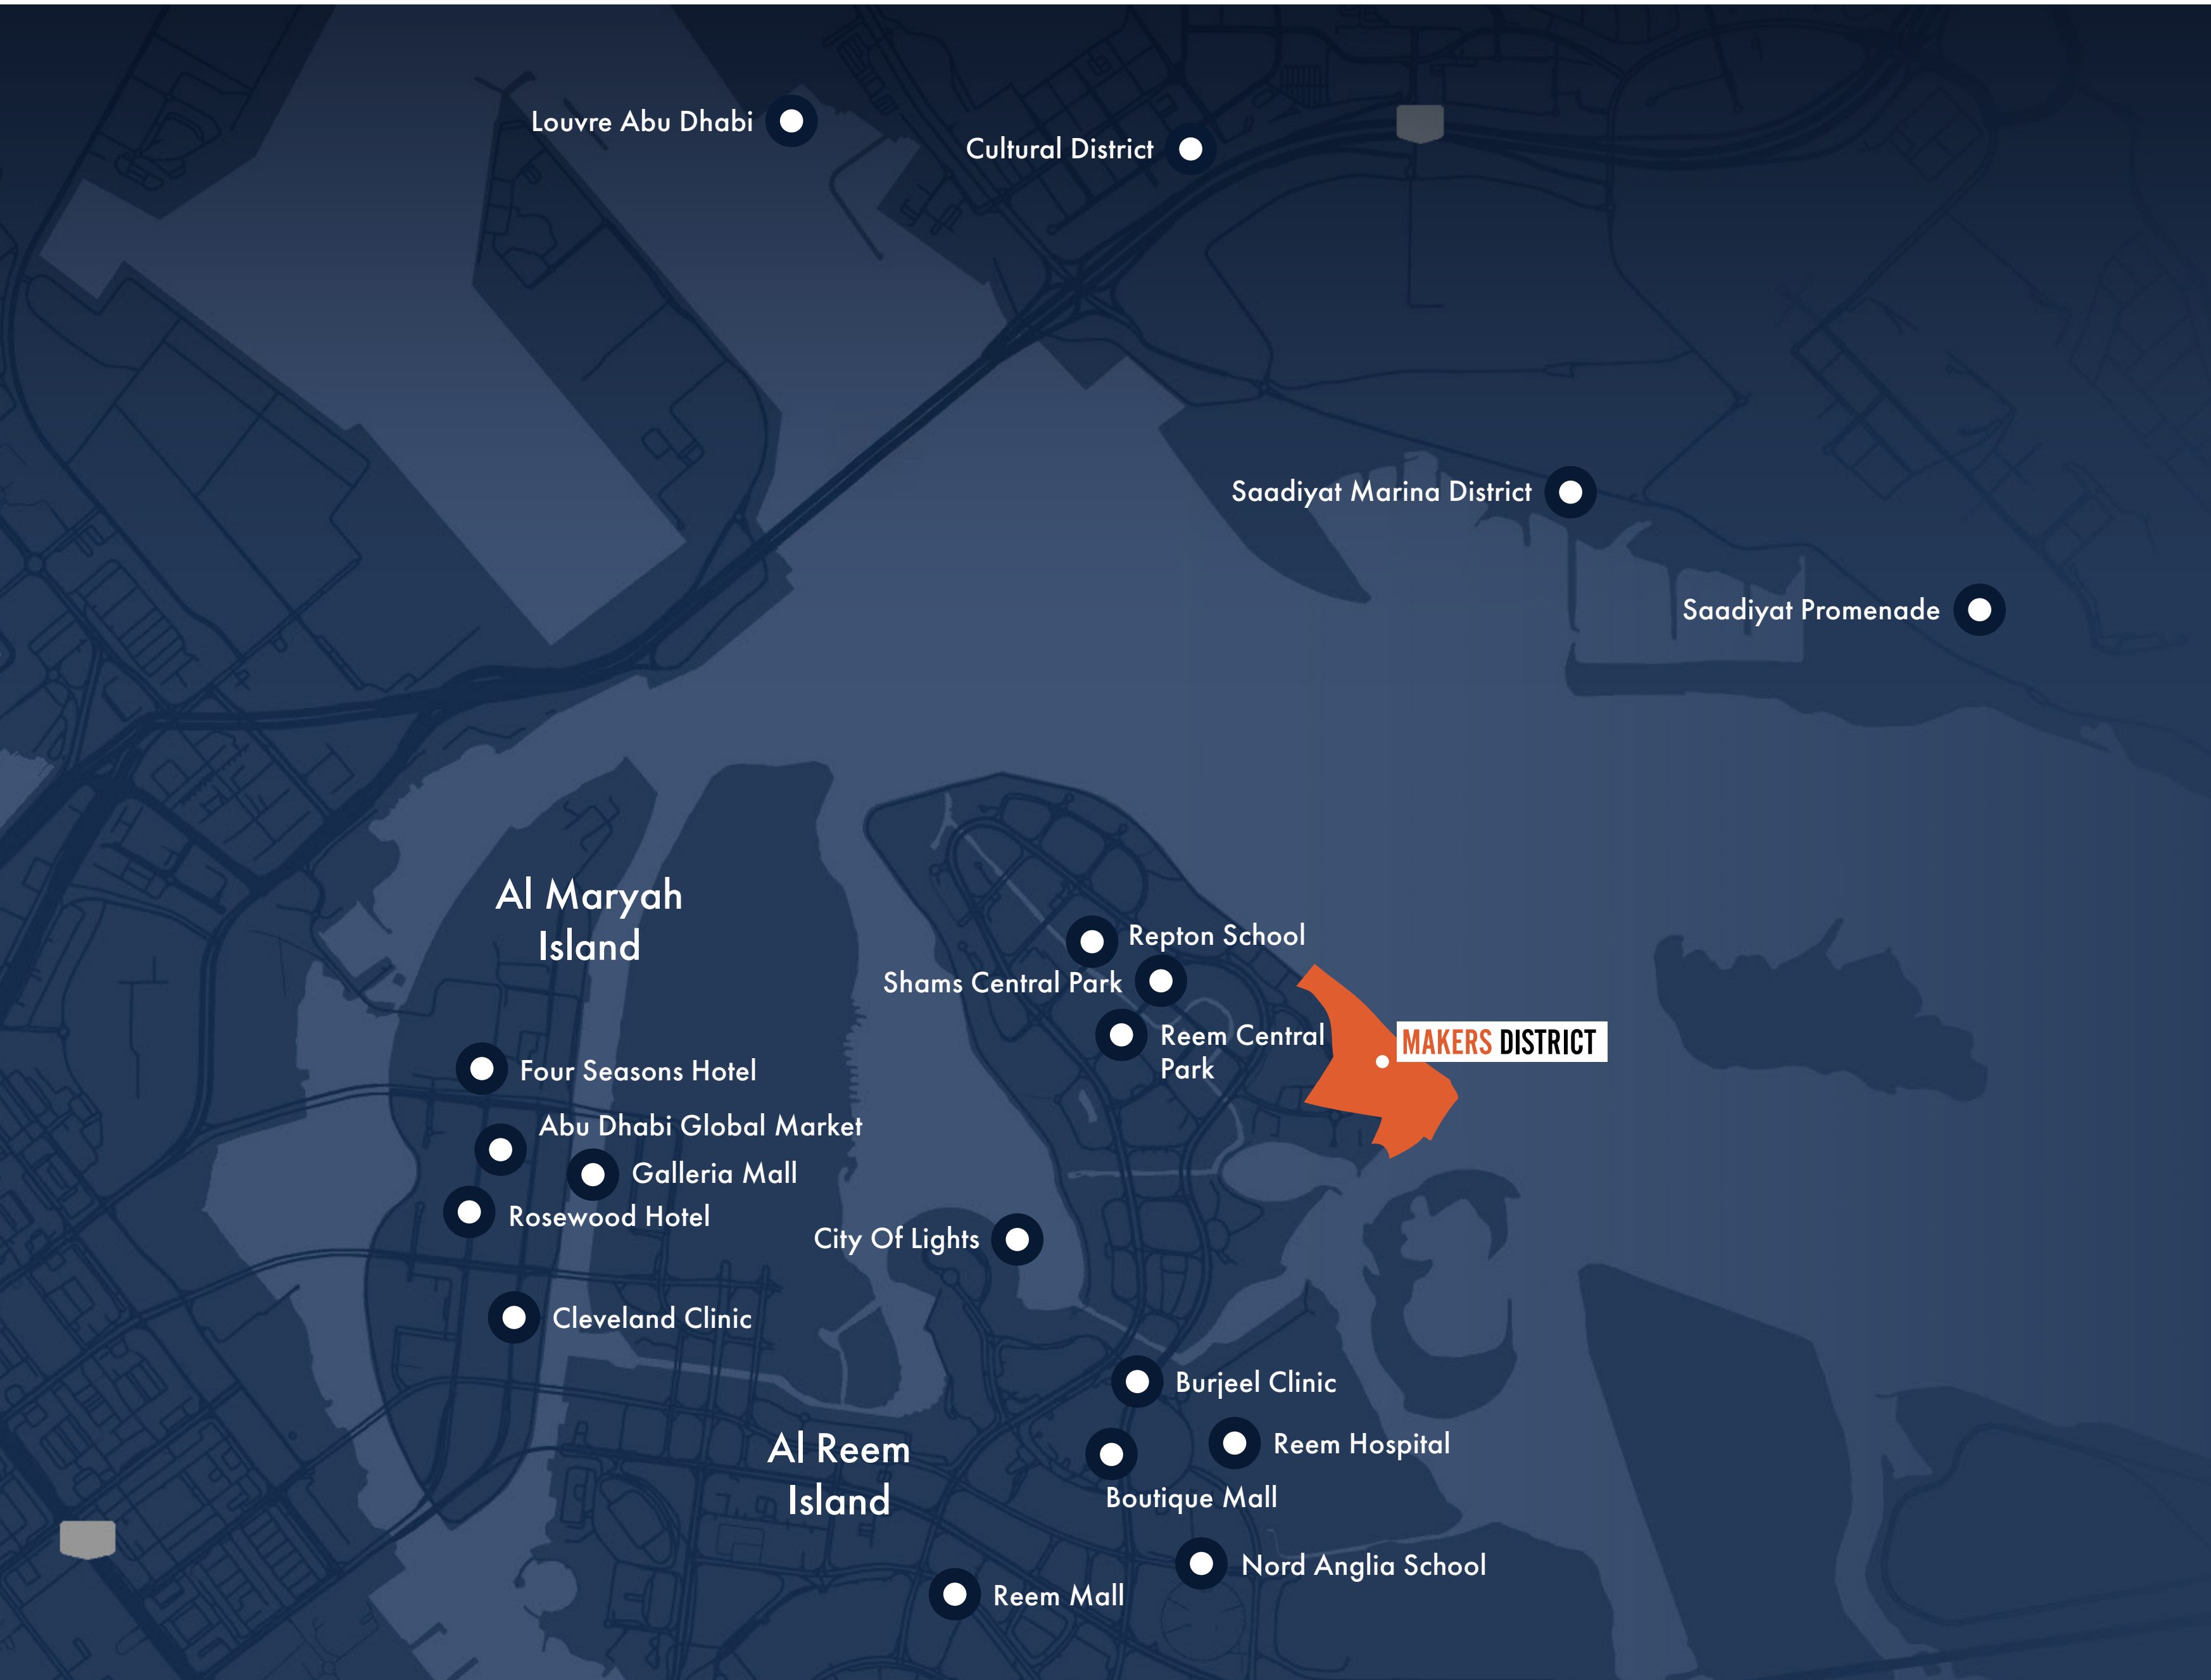 Louvre Abu Dhabi
Cultural District
Saadiyat Marina District
Saadiyat Promenade
Al Maryah
Island
Repton School
Shams Central Park
Reem Central
Park
MAKERS DISTRICT
Four Seasons Hotel
Abu Dhabi Global Market
Galleria Mall
Rosewood Hotel
City Of Lights
Cleveland Clinic
Burjeel Clinic
Al Reem
Island
Reem Hospital
Boutique Mall
Nord Anglia School
Reem Mall